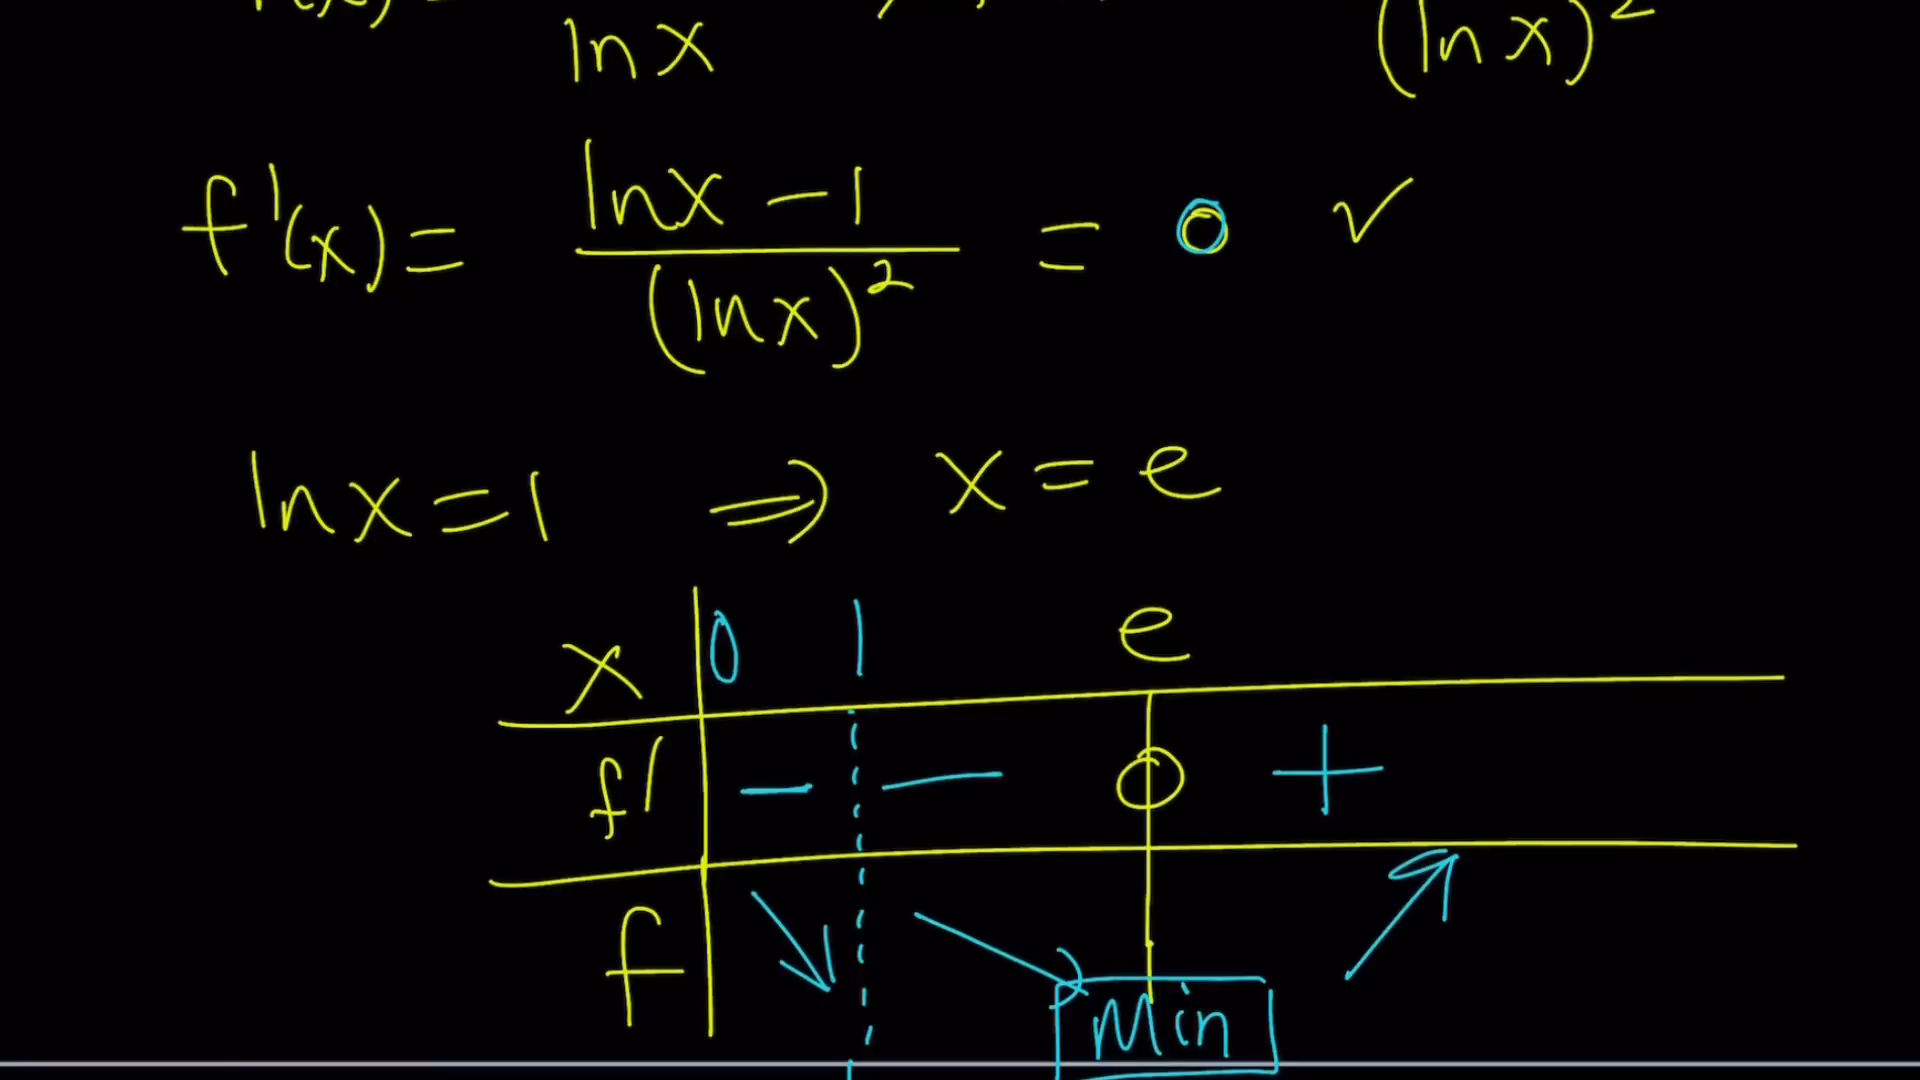 f(x) = / ln x (ln x)²
f'(x) = (ln x - 1) / (ln x)² = 0 ✓
ln x = 1 ⇒ x = e
x 0 1 e
f' - - 0 +
f ↘ ↘ Min ↗